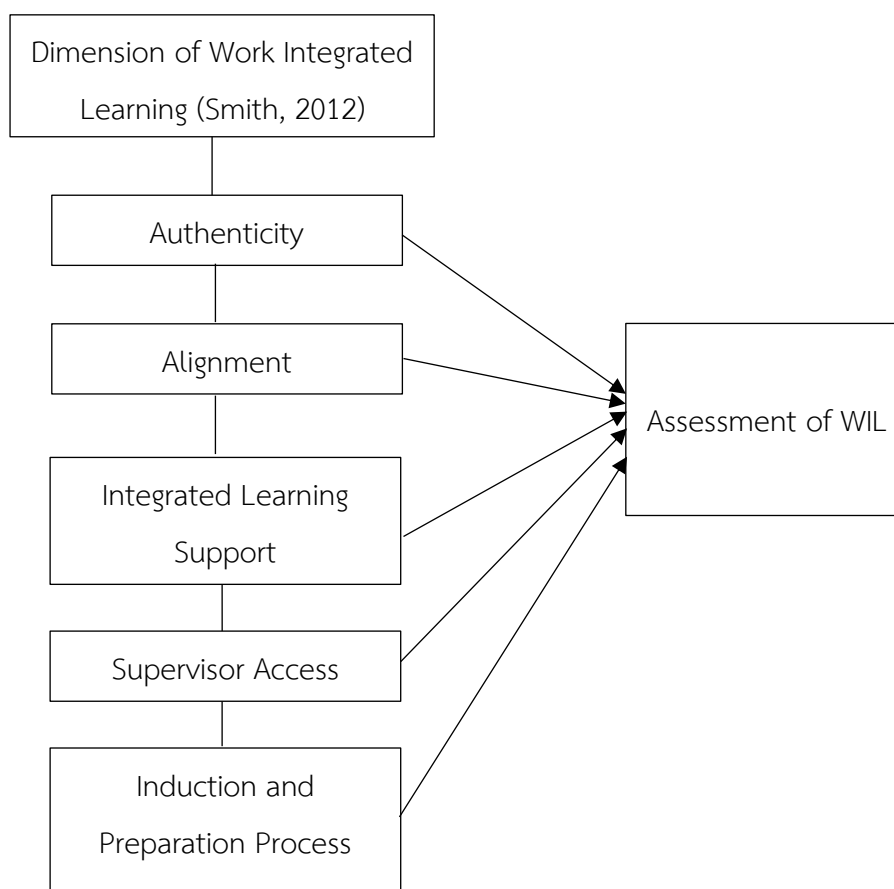 Dimension of Work Integrated
Learning (Smith, 2012)
Authenticity
Alignment
Assessment of WIL
Integrated Learning
Support
Supervisor Access
Induction and
Preparation Process